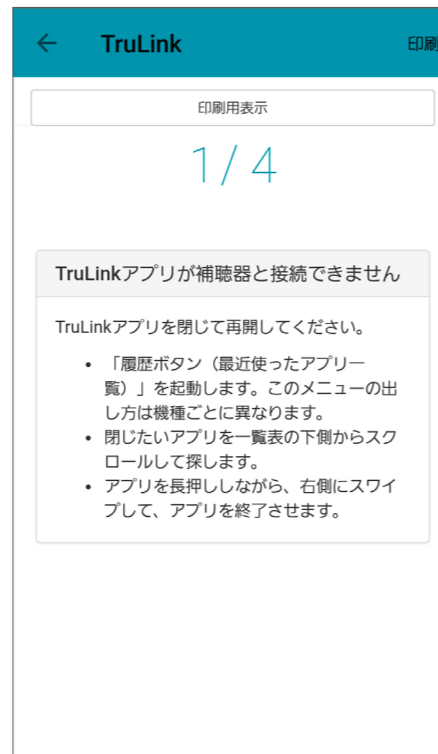 TruLink
印刷
印刷用表示
1/ 4
TruLinkアプリが補聴器と接続できません
TruLinkアプリを閉じて再開してください。
• 「履歴ボタン（最近使ったアプリ一
覧）」を起動します。このメニューの出
し方は機種ごとに異なります。
• 閉じたいアプリを一覧表の下側からスク
ロールして探します。
• アプリを長押ししながら、右側にスワイ
プして、アプリを終了させます。